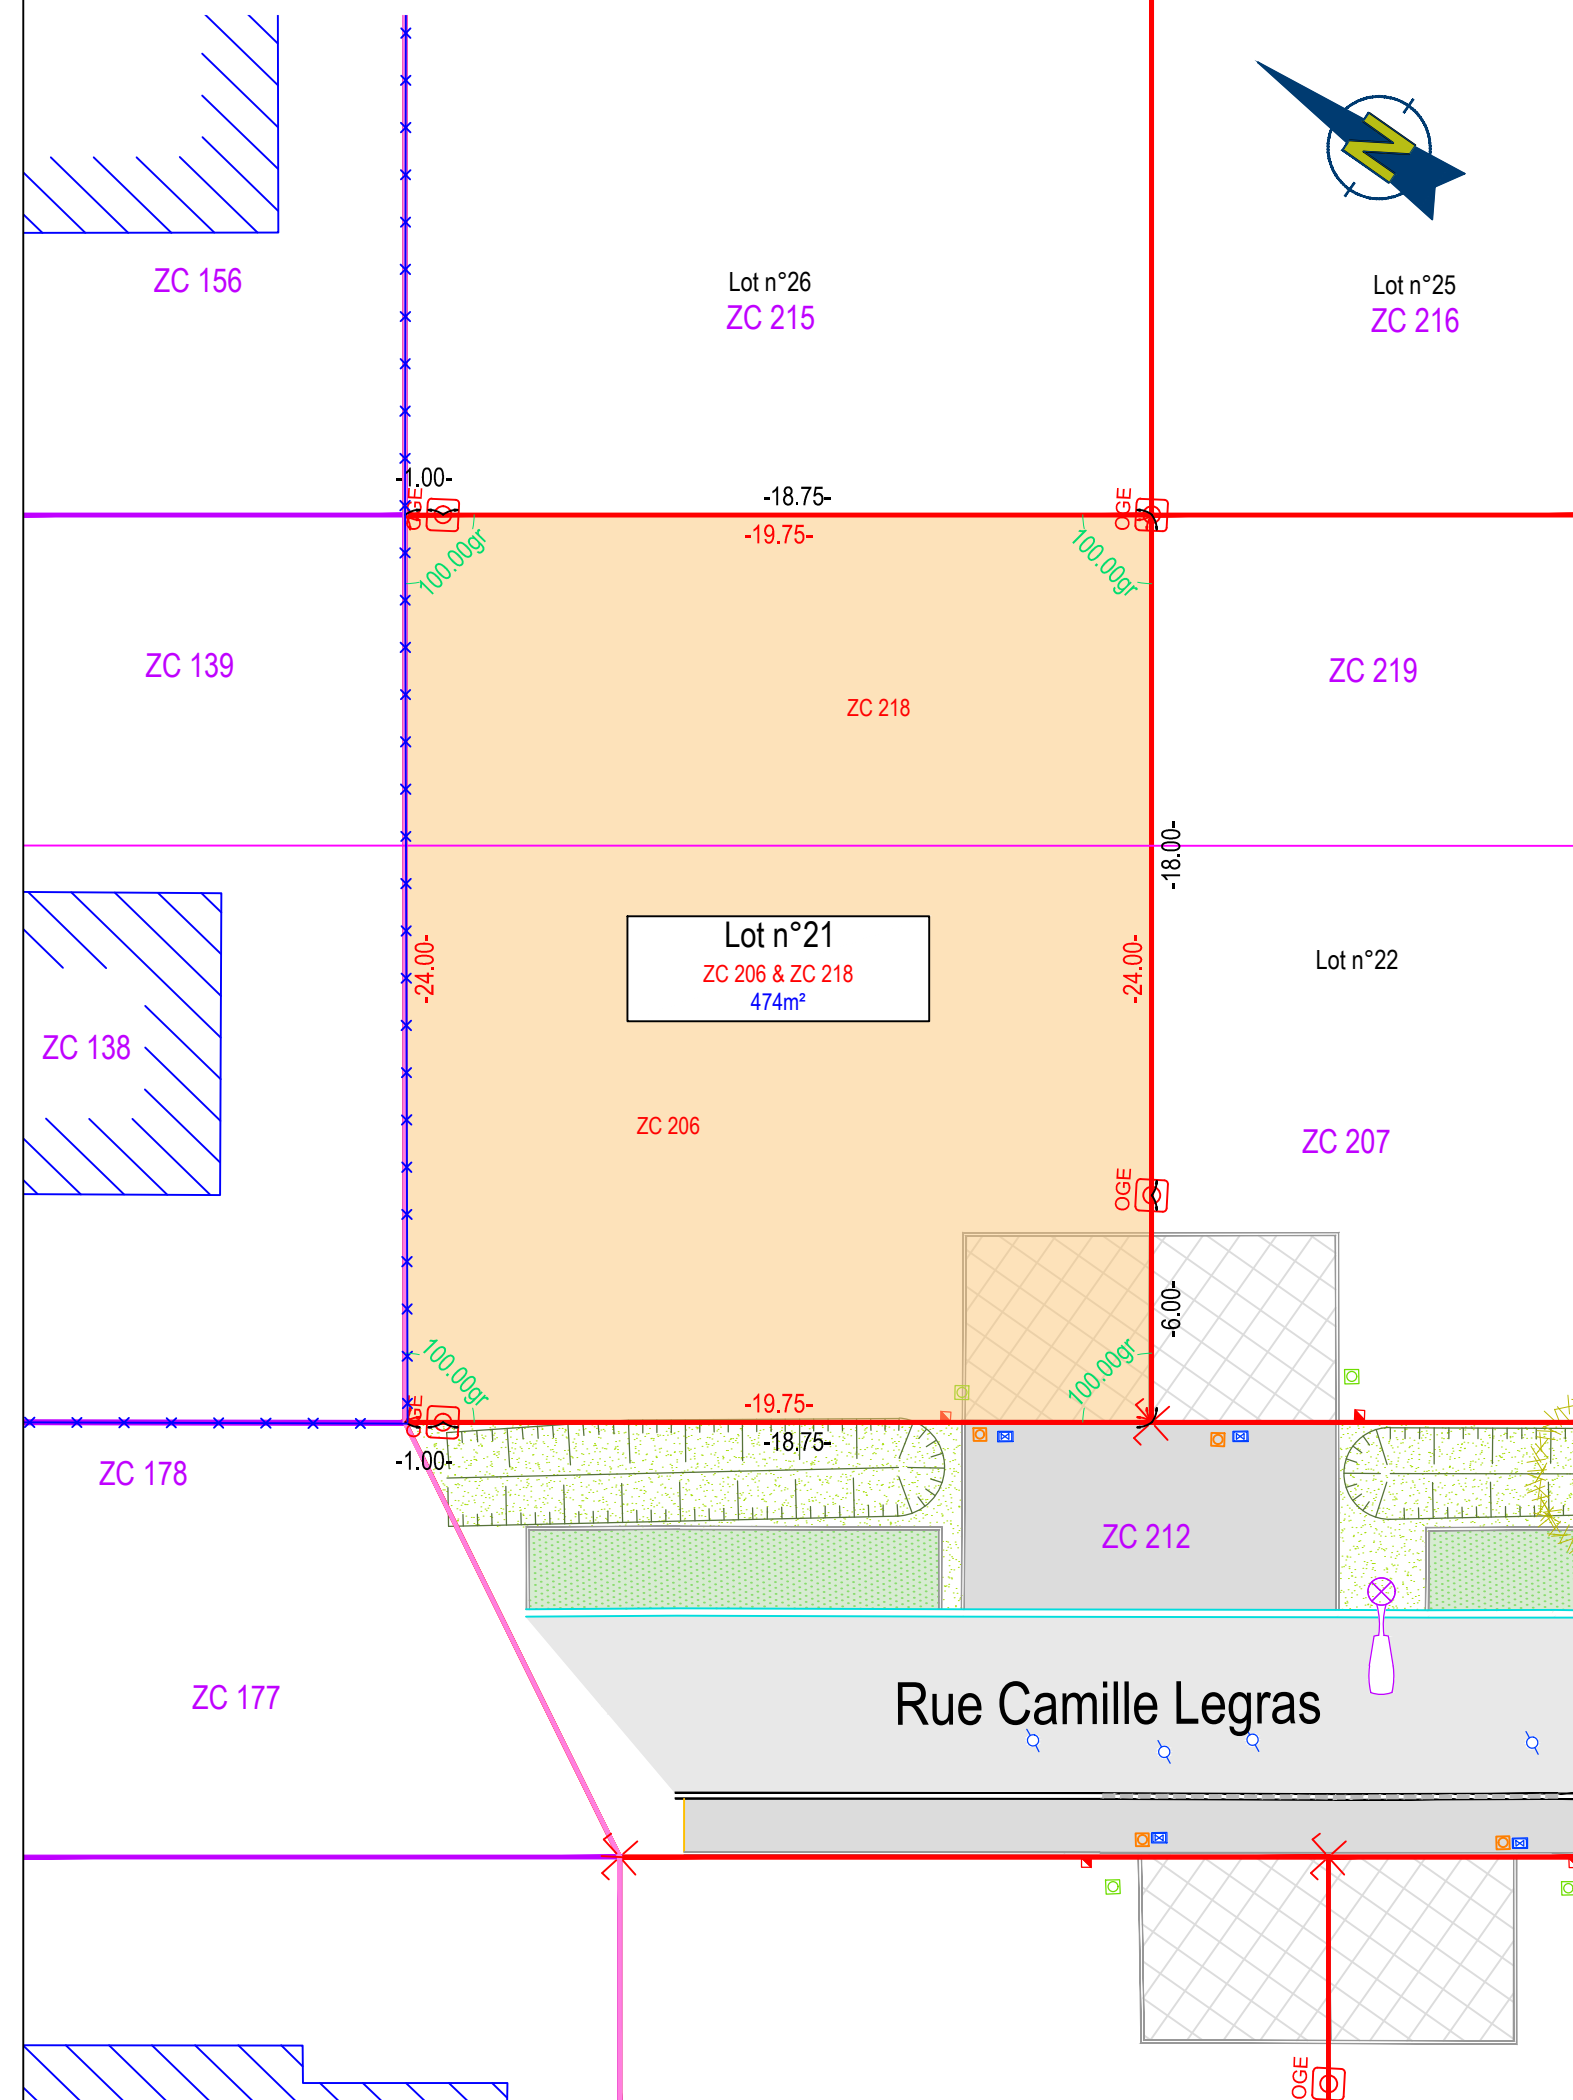 N
ZC 156
Lot n°26
ZC 215
Lot n°25
ZC 216
-1.00-
-18.75-
OGE
OGE
-19.75-
100.00gr
100.00gr
ZC 139
ZC 219
ZC 218
-18.00-
Lot n°21
ZC 206 & ZC 218
474m²
-24.00-
-24.00-
Lot n°22
ZC 138
ZC 206
ZC 207
OGE
-6.00-
100.00gr
100.00gr
-19.75-
OGE
-18.75-
-1.00-
ZC 178
ZC 212
ZC 177
Rue Camille Legras
OGE